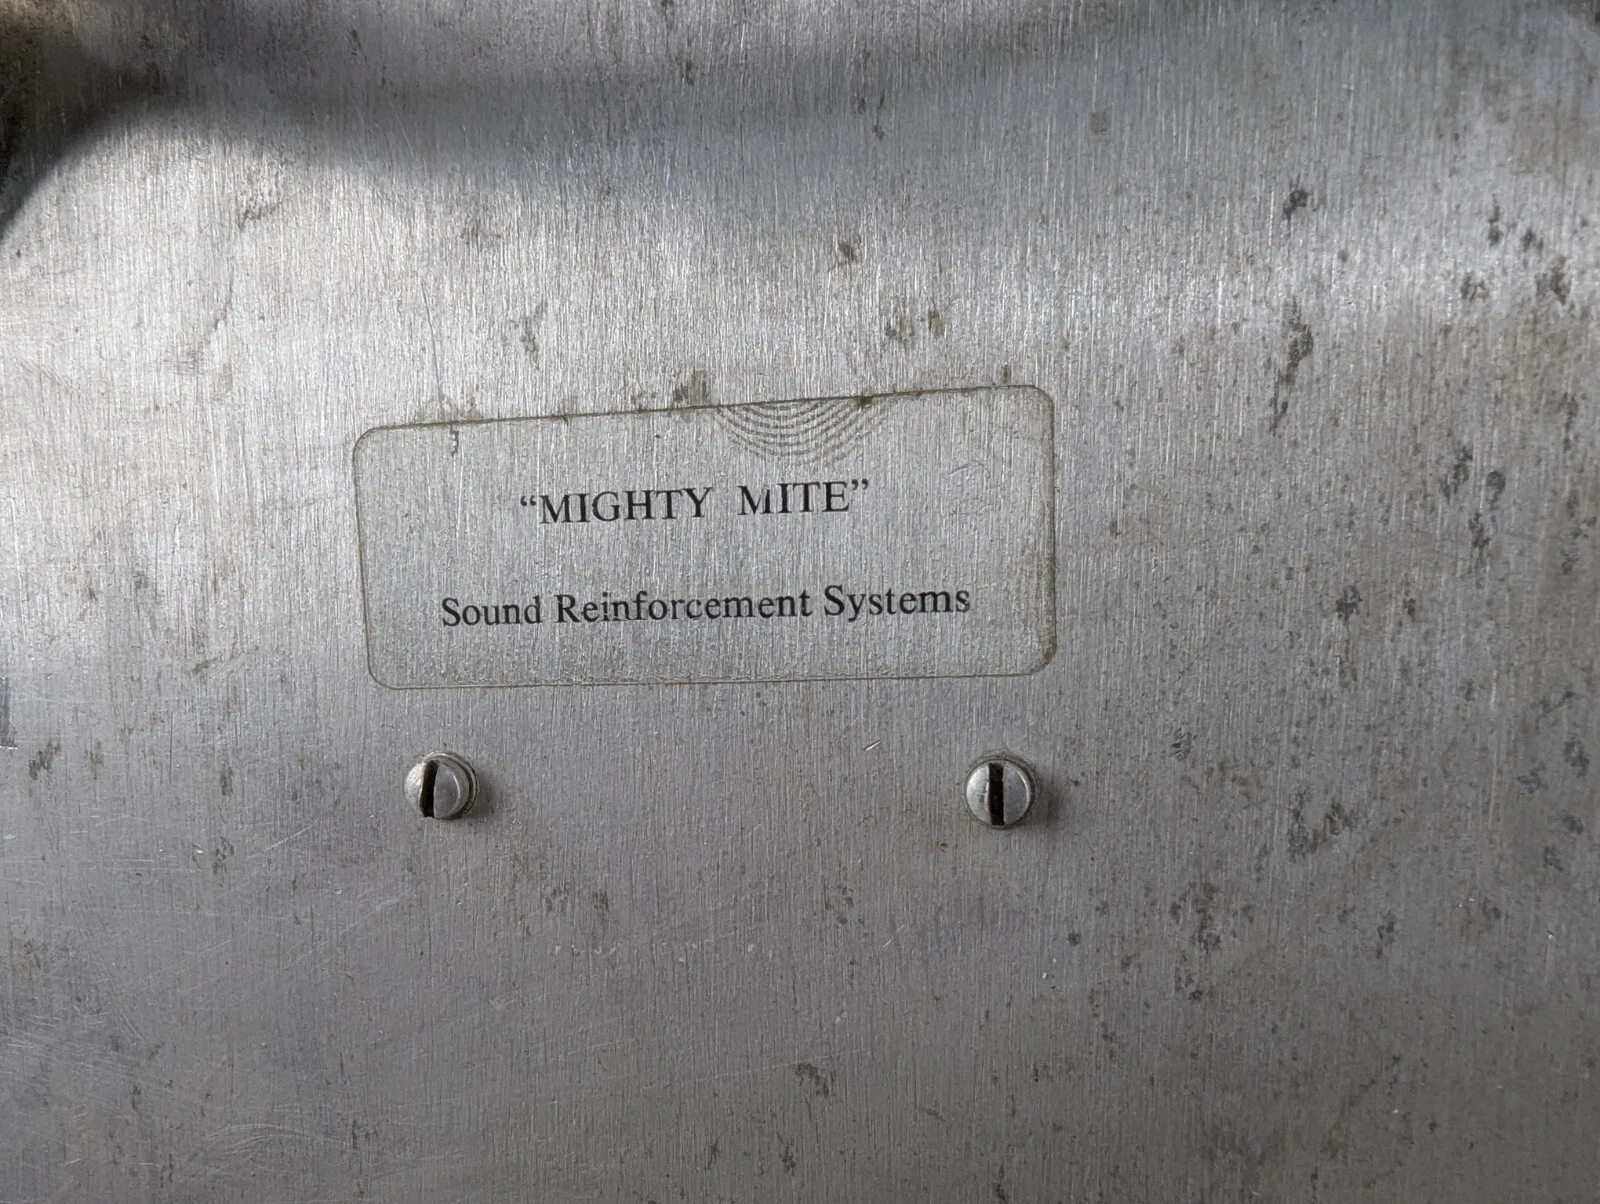 “MIGHTY MITE”
Sound Reinforcement Systems